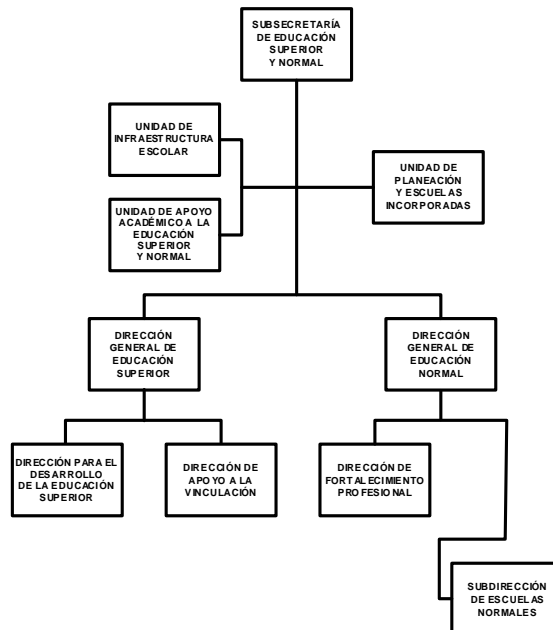 SUBSECRETARÍA
DE EDUCACIÓN
SUPERIOR
Y NORMAL
UNIDAD DE
INFRAESTRUCTURA
ESCOLAR
UNIDAD DE
PLANEACIÓN
Y ESCUELAS
INCORPORADAS
UNIDAD DE APOYO
ACADÉMICO A LA
EDUCACIÓN
SUPERIOR
Y NORMAL
DIRECCIÓN
GENERAL DE
EDUCACIÓN
SUPERIOR
DIRECCIÓN
GENERAL DE
EDUCACIÓN
NORMAL
DIRECCIÓN PARA EL
DESARROLLO
DE LA EDUCACIÓN
SUPERIOR
DIRECCIÓN DE
APOYO A LA
VINCULACIÓN
DIRECCIÓN DE
FORTALECIMIENTO
PROFESIONAL
SUBDIRECCIÓN
DE ESCUELAS
NORMALES